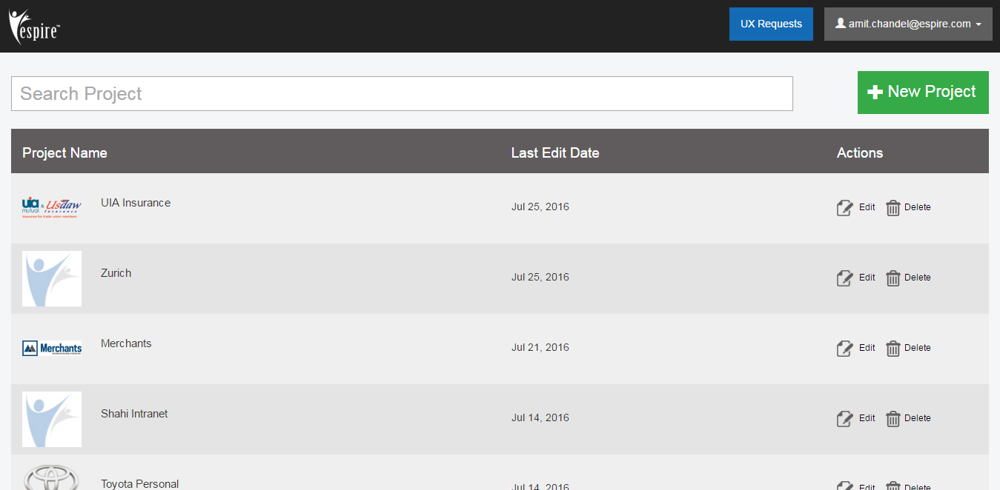 espire™
UX Requests
amit.chandel@espire.com
Search Project
New Project
Project Name Last Edit Date Actions
uia & Usdaw
mutual Insurance
insurance for trade union members
UIA Insurance Jul 25, 2016 Edit Delete
Zurich Jul 25, 2016 Edit Delete
Merchants
Merchants Jul 21, 2016 Edit Delete
Shahi Intranet Jul 14, 2016 Edit Delete
Toyota Personal Jul 14, 2016 Edit Delete